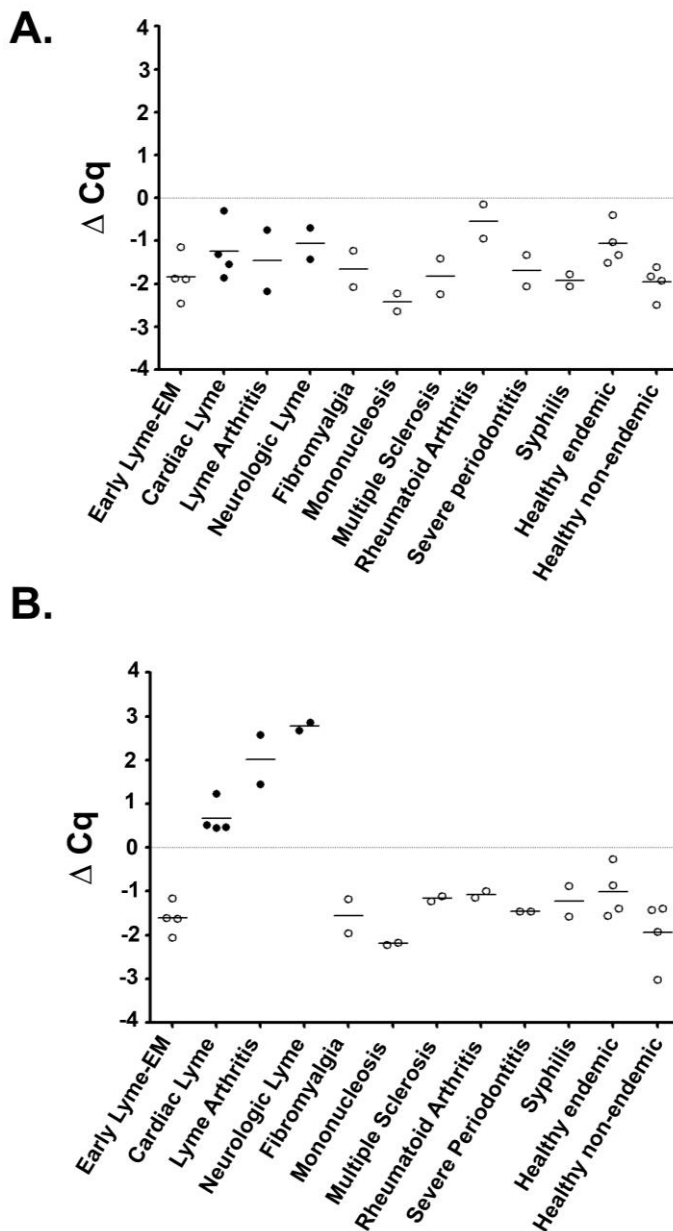 A.
4
3
2
1
0
-1
-2
-3
-4
Δ Cq
Early Lyme-EM
Cardiac Lyme
Lyme Arthritis
Neurologic Lyme
Fibromyalgia
Mononucleosis
Multiple Sclerosis
Rheumatoid Arthritis
Severe periodontitis
Syphilis
Healthy endemic
Healthy non-endemic
B.
4
3
2
1
0
-1
-2
-3
-4
Δ Cq
Early Lyme-EM
Cardiac Lyme
Lyme Arthritis
Neurologic Lyme
Fibromyalgia
Mononucleosis
Multiple Sclerosis
Rheumatoid Arthritis
Severe Periodontitis
Syphilis
Healthy endemic
Healthy non-endemic